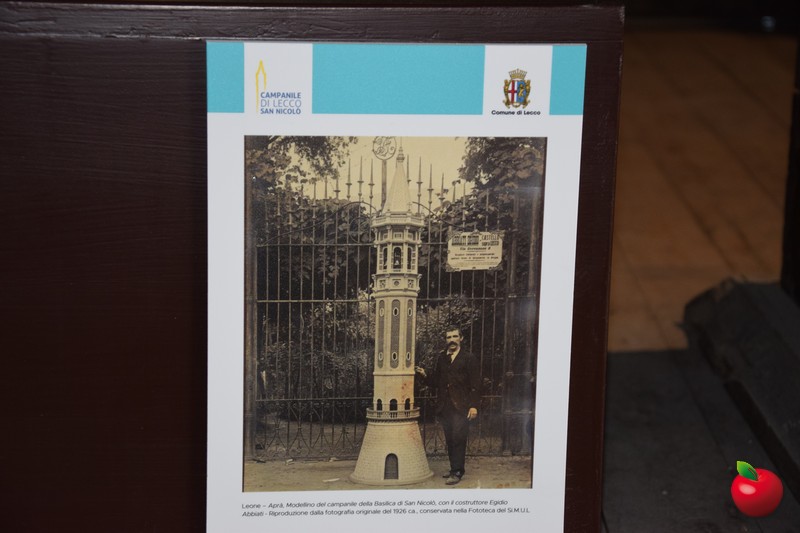 CAMPANILE
DI LECCO
SAN NICOLÒ
Comune di Lecco
Leone – Aprà, Modellino del campanile della Basilica di San Nicolò, con il costruttore Egidio
Abbiati - Riproduzione dalla fotografia originale del 1926 ca., conservata nella Fototeca del Si.M.U.L.